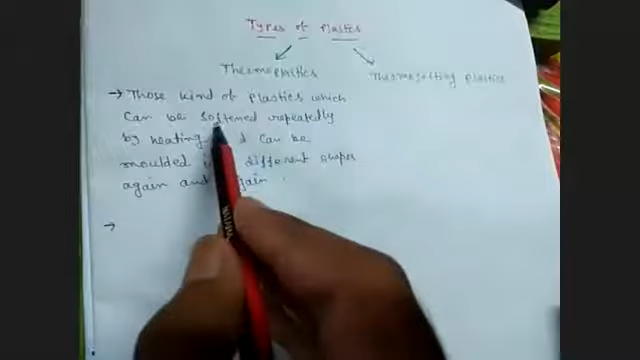 Types of Plastics
Thermoplastics
Thermosetting plastics
→ Those kind of plastics which
can be softened repeatedly
by heating can be
moulded different shapes
again and again
→